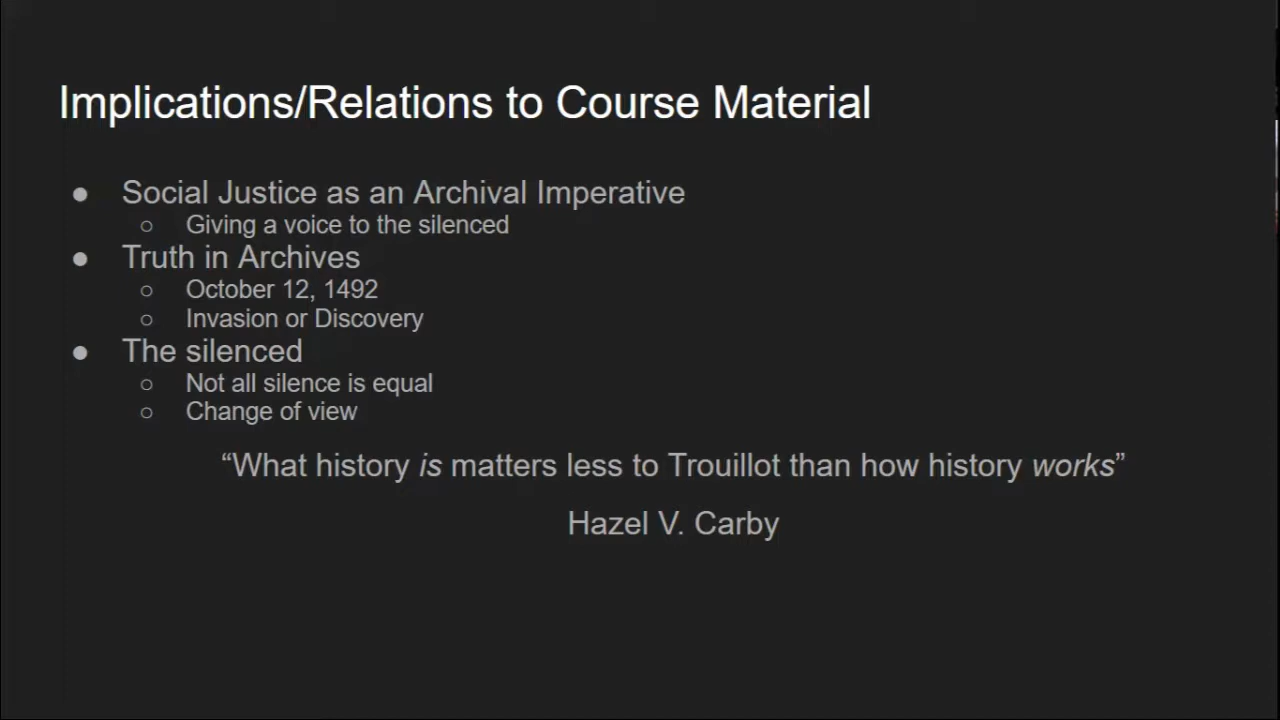 Implications/Relations to Course Material
● Social Justice as an Archival Imperative
○ Giving a voice to the silenced
● Truth in Archives
○ October 12, 1492
○ Invasion or Discovery
● The silenced
○ Not all silence is equal
○ Change of view
“What history is matters less to Trouillot than how history works”
Hazel V. Carby